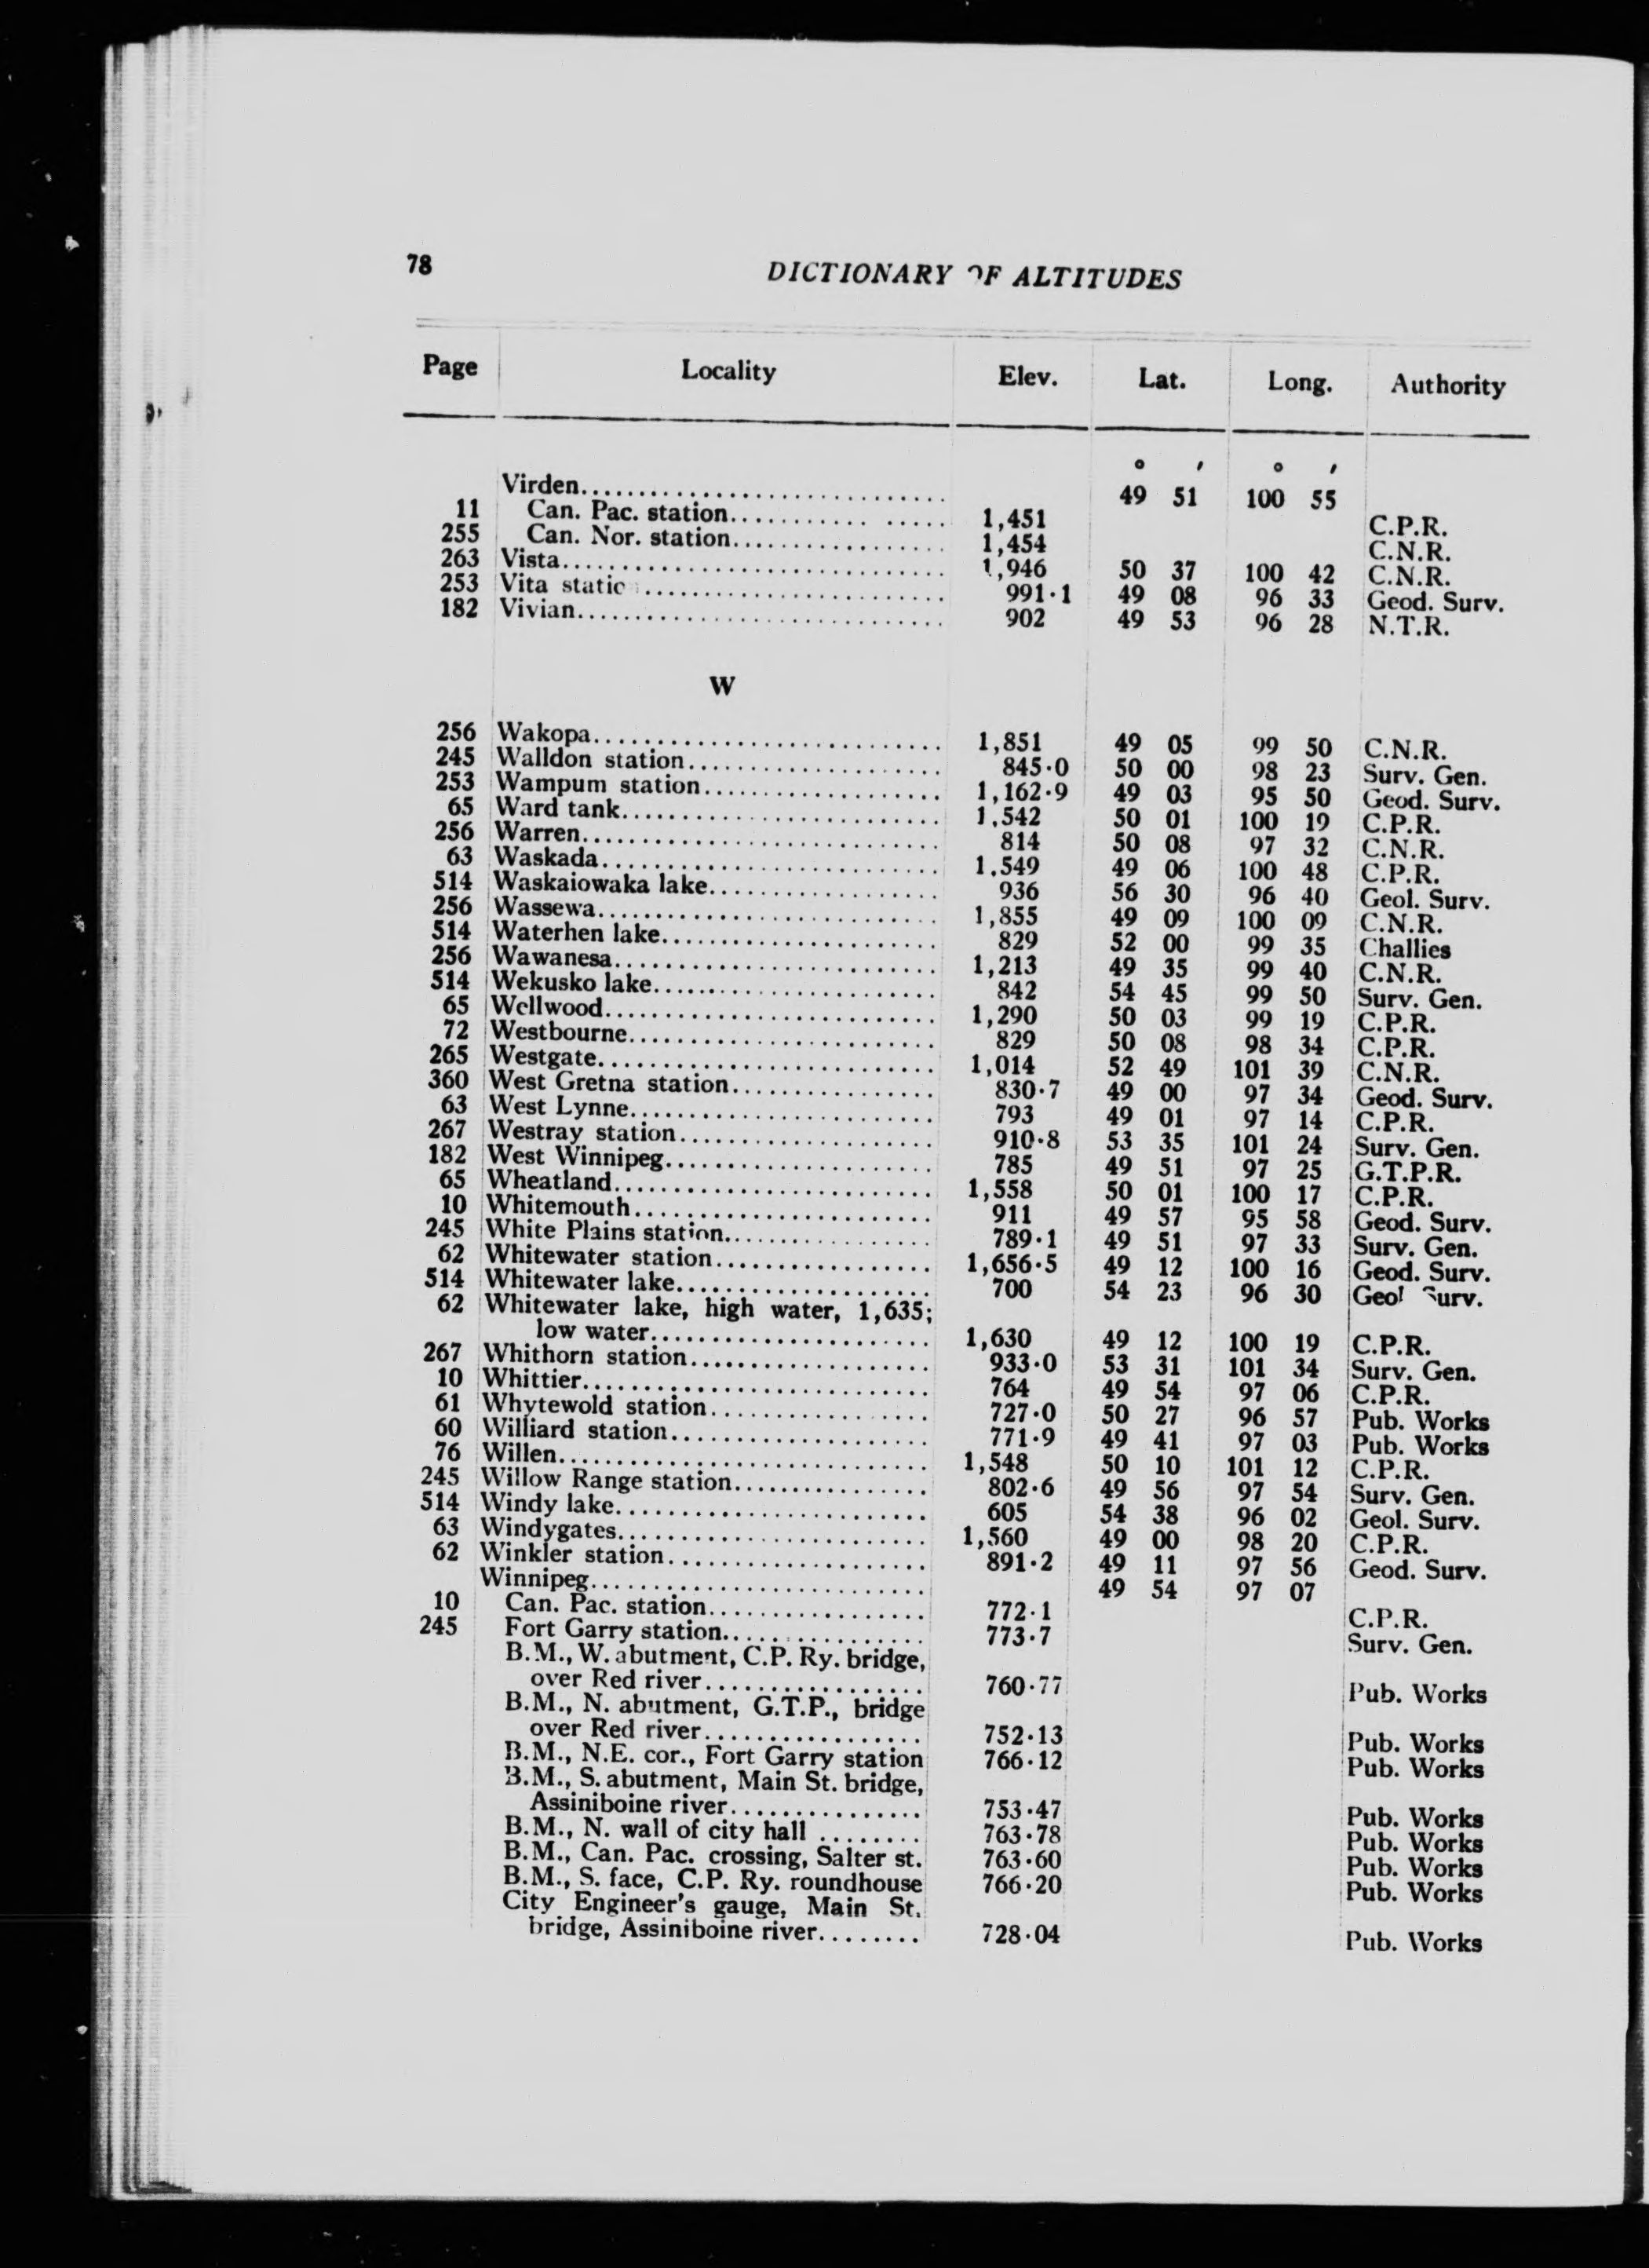 78 DICTIONARY OF ALTITUDES
Page Locality Elev. Lat. Long. Authority
° ′ ° ′
Virden 49 51 100 55
11 Can. Pac. station 1,451 C.P.R.
255 Can. Nor. station 1,454 C.N.R.
263 Vista 1,946 50 37 100 42 C.N.R.
253 Vita static 991·1 49 08 96 33 Geod. Surv.
182 Vivian 902 49 53 96 28 N.T.R.
W
256 Wakopa 1,851 49 05 99 50 C.N.R.
245 Walldon station 845·0 50 00 98 23 Surv. Gen.
253 Wampum station 1,162·9 49 03 95 50 Geod. Surv.
65 Ward tank 1.542 50 01 100 19 C.P.R.
256 Warren 814 50 08 97 32 C.N.R.
63 Waskada 1.549 49 06 100 48 C.P.R.
514 Waskaiowaka lake 936 56 30 96 40 Geol. Surv.
256 Wassewa 1,855 49 09 100 09 C.N.R.
514 Waterhen lake 829 52 00 99 35 Challies
256 Wawanesa 1,213 49 35 99 40 C.N.R.
514 Wekusko lake 842 54 45 99 50 Surv. Gen.
65 Wellwood 1,290 50 03 99 19 C.P.R.
72 Westbourne 829 50 08 98 34 C.P.R.
265 Westgate 1,014 52 49 101 39 C.N.R.
360 West Gretna station 830·7 49 00 97 34 Geod. Surv.
63 West Lynne 793 49 01 97 14 C.P.R.
267 Westray station 910·8 53 35 101 24 Surv. Gen.
182 West Winnipeg 785 49 51 97 25 G.T.P.R.
65 Wheatland 1,558 50 01 100 17 C.P.R.
10 Whitemouth 911 49 57 95 58 Geod. Surv.
245 White Plains station 789·1 49 51 97 33 Surv. Gen.
62 Whitewater station 1,656·5 49 12 100 16 Geod. Surv.
514 Whitewater lake 700 54 23 96 30 Geol Surv.
62 Whitewater lake, high water, 1,635;
low water 1,630 49 12 100 19 C.P.R.
267 Whithorn station 933·0 53 31 101 34 Surv. Gen.
10 Whittier 764 49 54 97 06 C.P.R.
61 Whytewold station 727·0 50 27 96 57 Pub. Works
60 Williard station 771·9 49 41 97 03 Pub. Works
76 Willen 1,548 50 10 101 12 C.P.R.
245 Willow Range station 802·6 49 56 97 54 Surv. Gen.
514 Windy lake 605 54 38 96 02 Geol. Surv.
63 Windygates 1,560 49 00 98 20 C.P.R.
62 Winkler station 891·2 49 11 97 56 Geod. Surv.
Winnipeg 49 54 97 07
10 Can. Pac. station 772·1 C.P.R.
245 Fort Garry station 773·7 Surv. Gen.
B.M., W. abutment, C.P. Ry. bridge,
over Red river 760·77 Pub. Works
B.M., N. abutment, G.T.P., bridge
over Red river 752·13 Pub. Works
B.M., N.E. cor., Fort Garry station 766·12 Pub. Works
B.M., S. abutment, Main St. bridge,
Assiniboine river 753·47 Pub. Works
B.M., N. wall of city hall 763·78 Pub. Works
B.M., Can. Pac. crossing, Salter st. 763·60 Pub. Works
B.M., S. face, C.P. Ry. roundhouse 766·20 Pub. Works
City Engineer's gauge, Main St.
bridge, Assiniboine river 728·04 Pub. Works